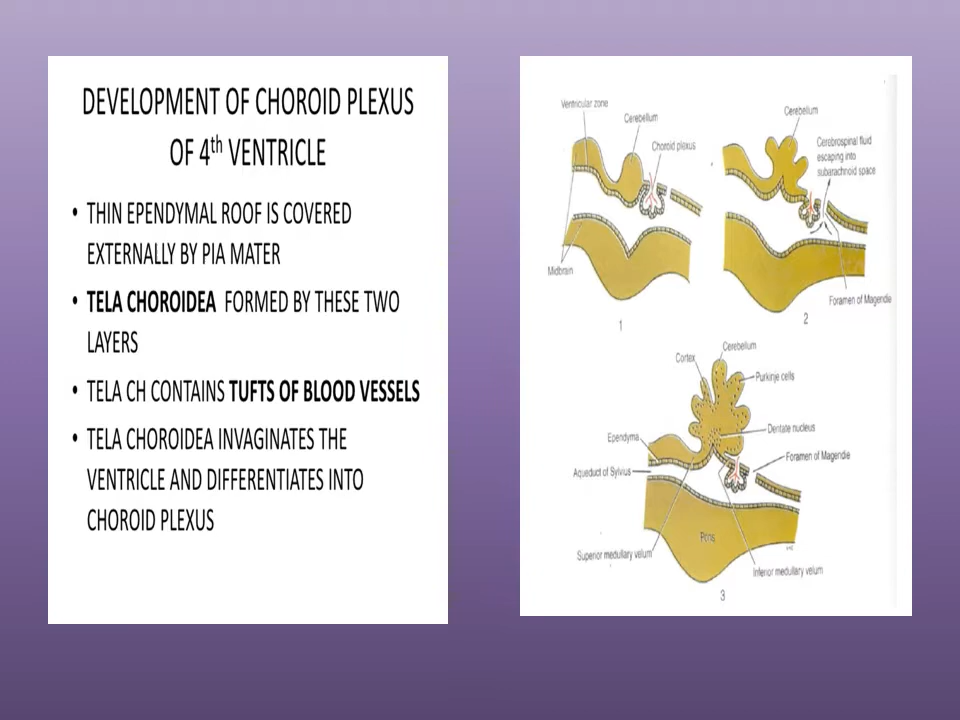 DEVELOPMENT OF CHOROID PLEXUS
OF 4th VENTRICLE
• THIN EPENDYMAL ROOF IS COVERED
EXTERNALLY BY PIA MATER
• TELA CHOROIDEA FORMED BY THESE TWO
LAYERS
• TELA CH CONTAINS TUFTS OF BLOOD VESSELS
• TELA CHOROIDEA INVAGINATES THE
VENTRICLE AND DIFFERENTIATES INTO
CHOROID PLEXUS
Ventricular zone
Cerebellum
Choroid plexus
Midbrain
1
Cerebellum
Cerebrospinal fluid
escaping into
subarachnoid space
Foramen of Magendie
2
Cerebellum
Cortex
Purkinje cells
Dentate nucleus
Ependyma
Foramen of Magendie
Aqueduct of Sylvius
Pons
Superior medullary velum
Inferior medullary velum
3